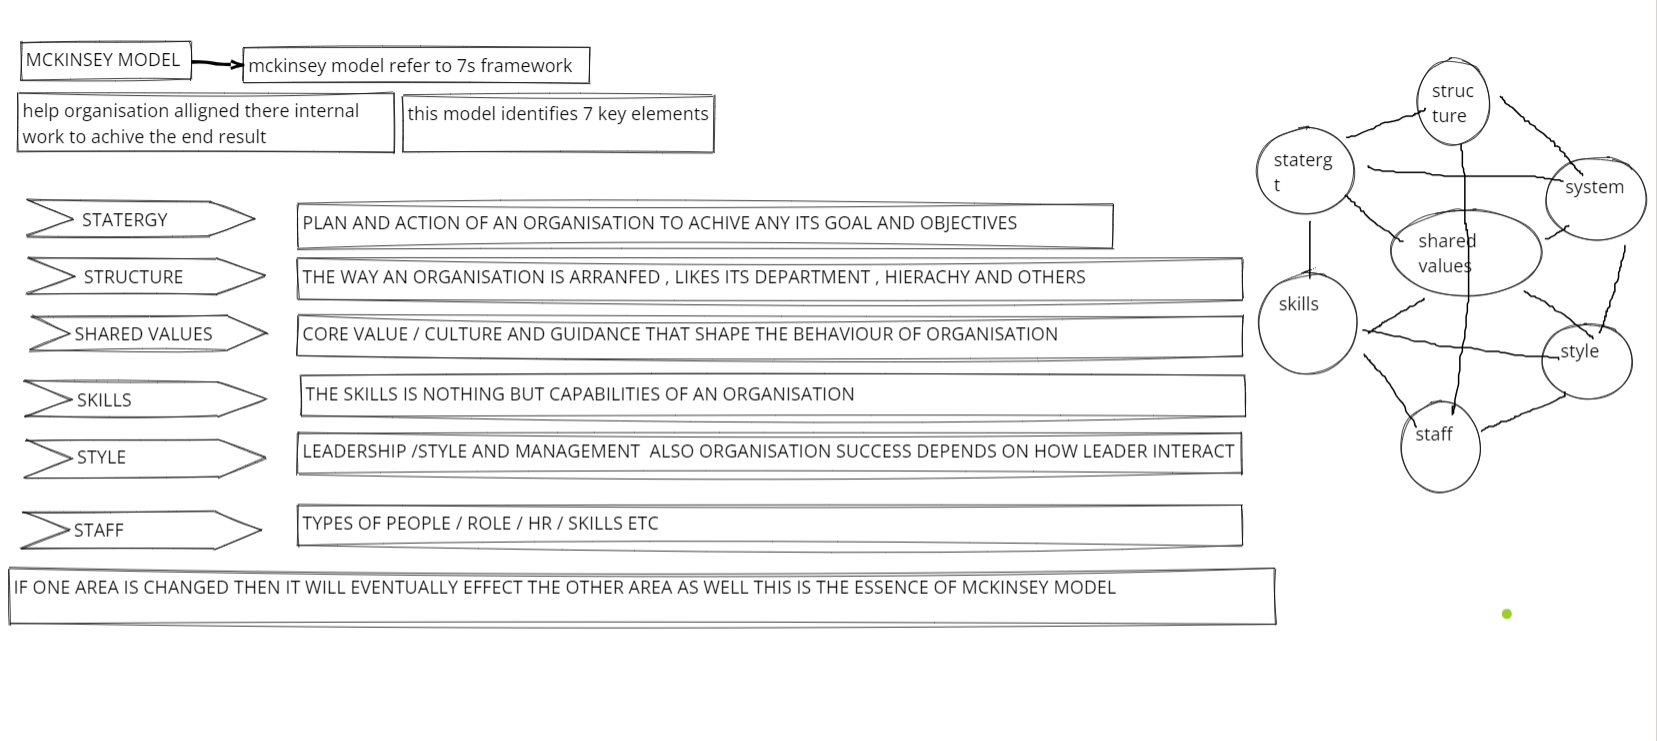 MCKINSEY MODEL
mckinsey model refer to 7s framework
help organisation alligned there internal
work to achive the end result
this model identifies 7 key elements
STATERGY
PLAN AND ACTION OF AN ORGANISATION TO ACHIVE ANY ITS GOAL AND OBJECTIVES
STRUCTURE
THE WAY AN ORGANISATION IS ARRANFED , LIKES ITS DEPARTMENT , HIERACHY AND OTHERS
SHARED VALUES
CORE VALUE / CULTURE AND GUIDANCE THAT SHAPE THE BEHAVIOUR OF ORGANISATION
SKILLS
THE SKILLS IS NOTHING BUT CAPABILITIES OF AN ORGANISATION
STYLE
LEADERSHIP /STYLE AND MANAGEMENT  ALSO ORGANISATION SUCCESS DEPENDS ON HOW LEADER INTERACT
STAFF
TYPES OF PEOPLE / ROLE / HR / SKILLS ETC
IF ONE AREA IS CHANGED THEN IT WILL EVENTUALLY EFFECT THE OTHER AREA AS WELL THIS IS THE ESSENCE OF MCKINSEY MODEL
struc
ture
staterg
t
system
shared
values
skills
style
staff